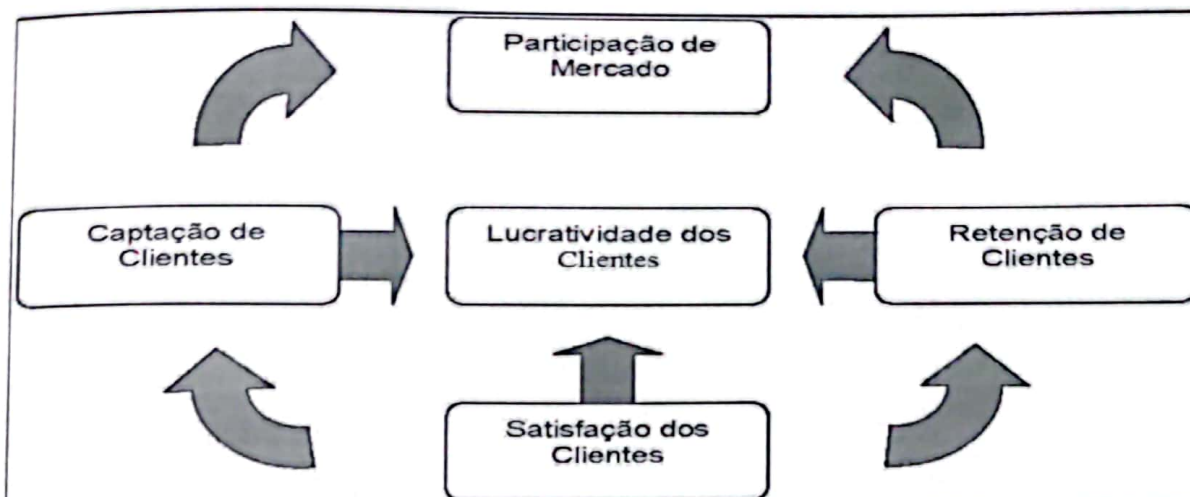 Participação de
Mercado
Captação de
Clientes
Lucratividade dos
Clientes
Retenção de
Clientes
Satisfação dos
Clientes